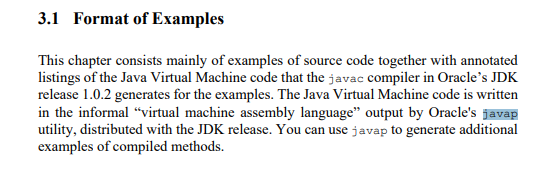 3.1 Format of Examples
This chapter consists mainly of examples of source code together with annotated
listings of the Java Virtual Machine code that the javac compiler in Oracle’s JDK
release 1.0.2 generates for the examples. The Java Virtual Machine code is written
in the informal “virtual machine assembly language” output by Oracle's javap
utility, distributed with the JDK release. You can use javap to generate additional
examples of compiled methods.